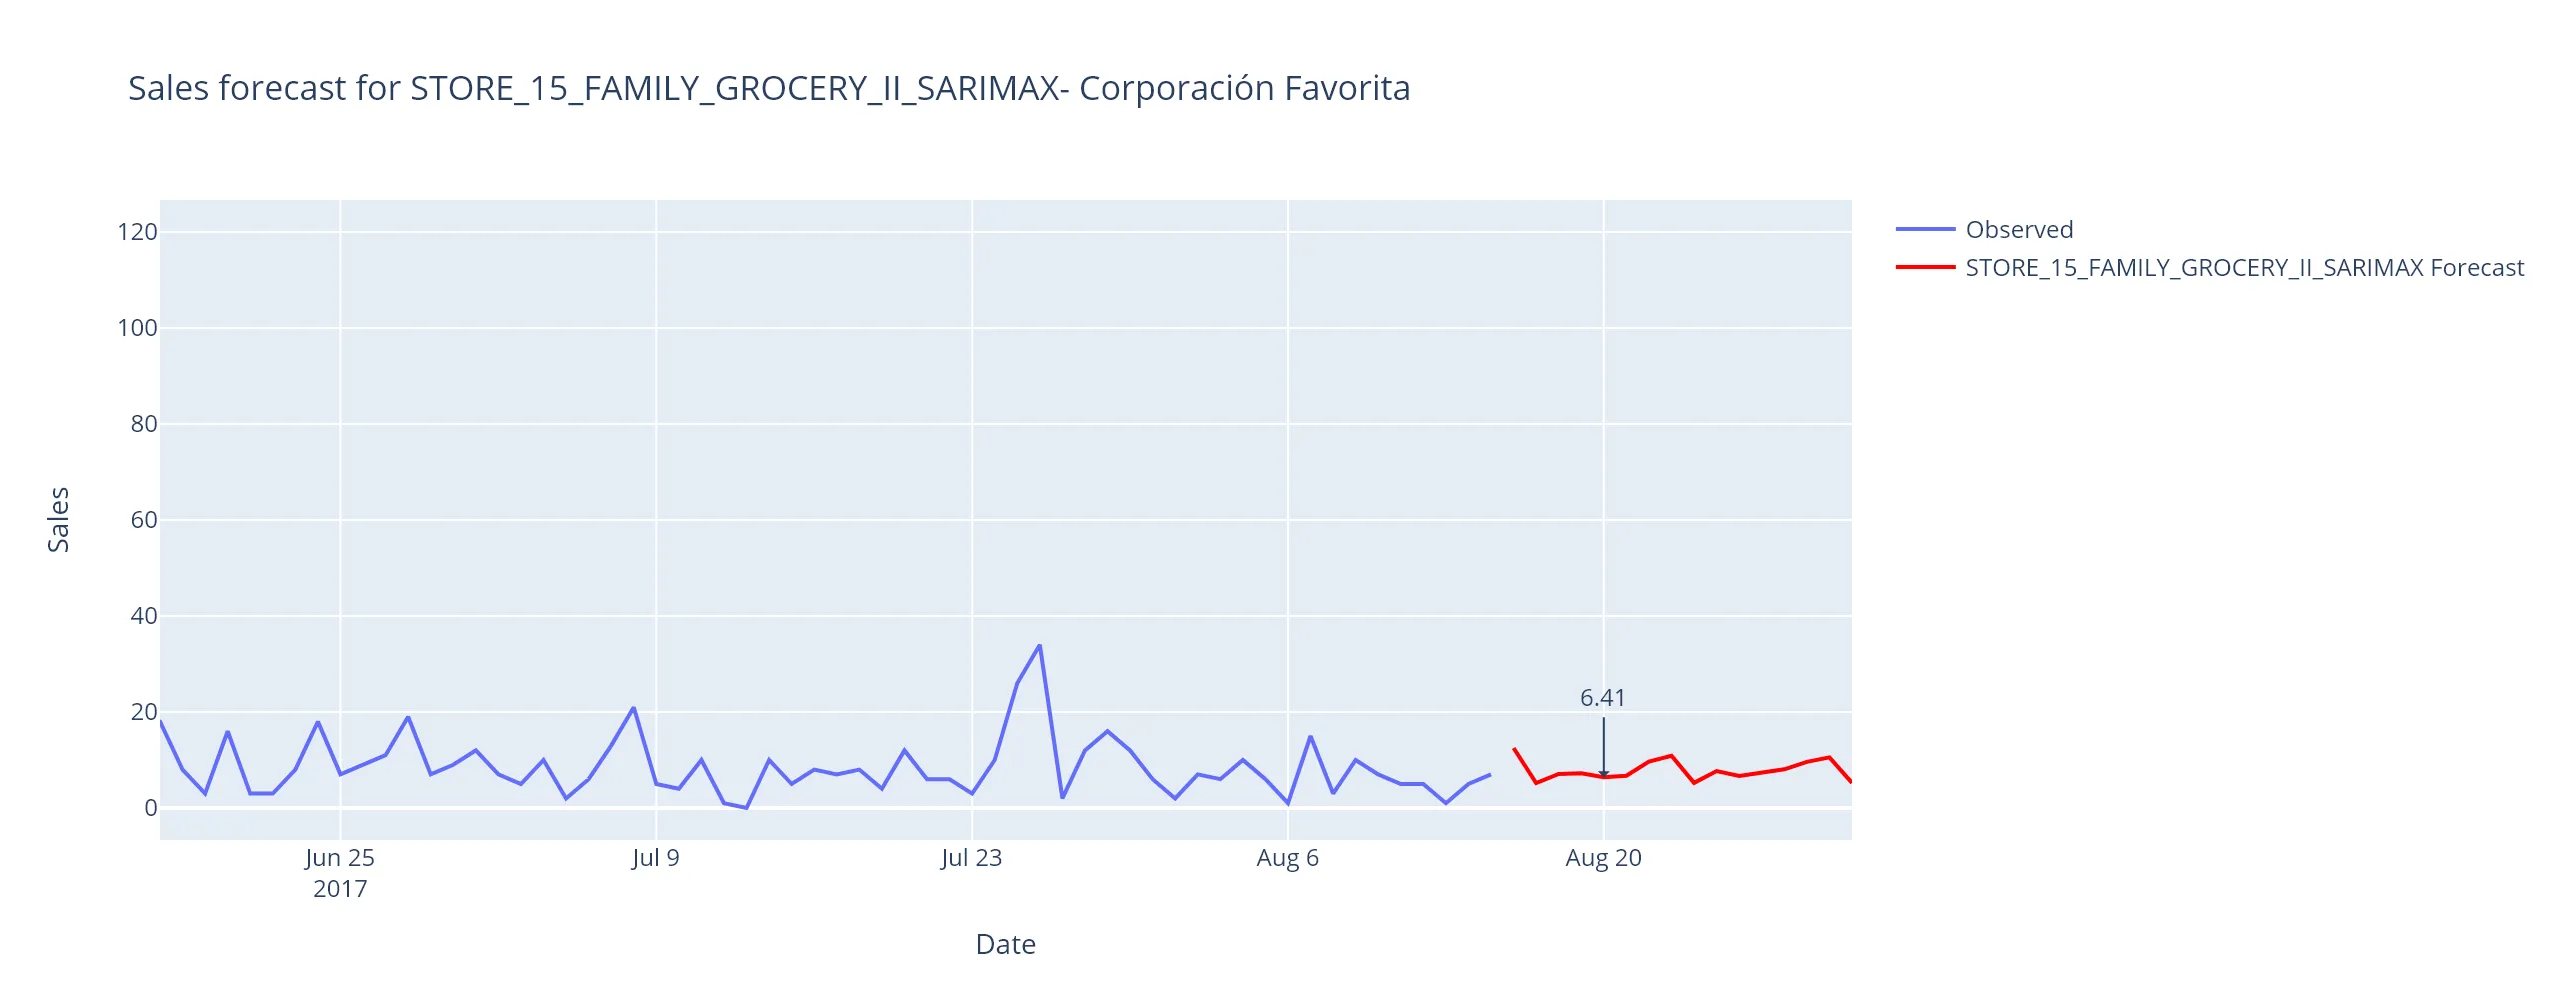 Sales forecast for STORE_15_FAMILY_GROCERY_II_SARIMAX- Corporación Favorita
Observed
STORE_15_FAMILY_GROCERY_II_SARIMAX Forecast
120
100
80
60
40
20
0
Sales
6.41
Jun 25
2017
Jul 9
Jul 23
Aug 6
Aug 20
Date